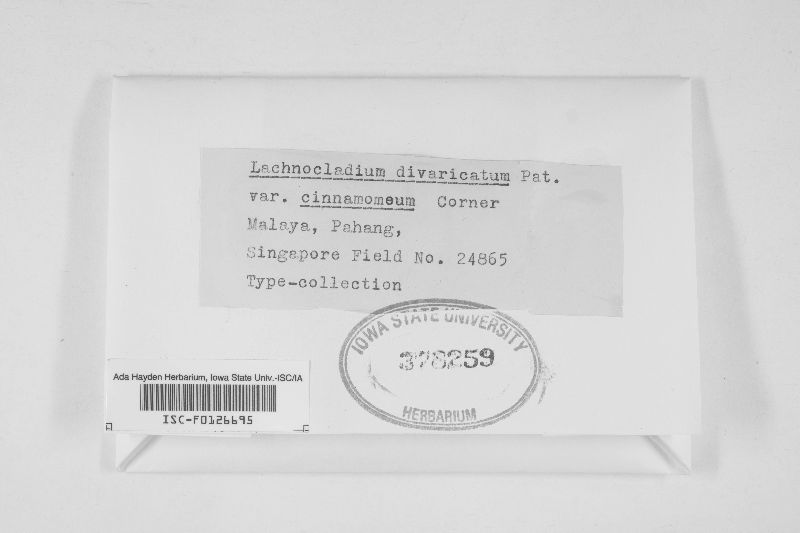 Lachnocladium divaricatum Pat.
var. cinnamomeum Corner
Malaya, Pahang,
Singapore Field No. 24865
Type-collection
IOWA STATE UNIVERSITY
378259
HERBARIUM
Ada Hayden Herbarium, Iowa State Univ.-ISC/IA
ISC-F0126695